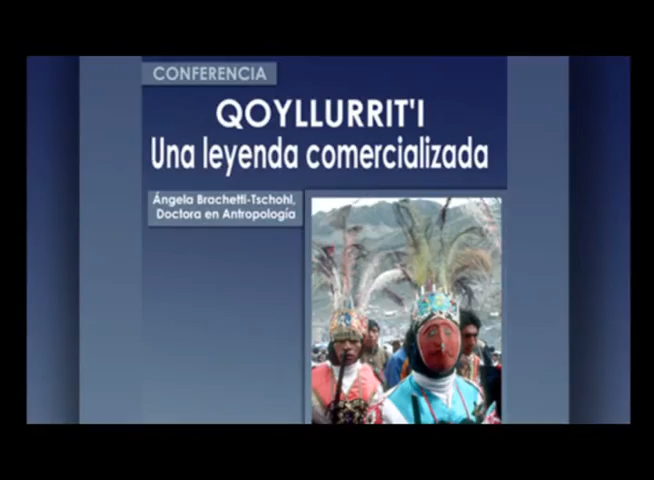 CONFERENCIA
QOYLLURRIT'I
Una leyenda comercializada
Ángela Brachetti-Tschohl,
Doctora en Antropología